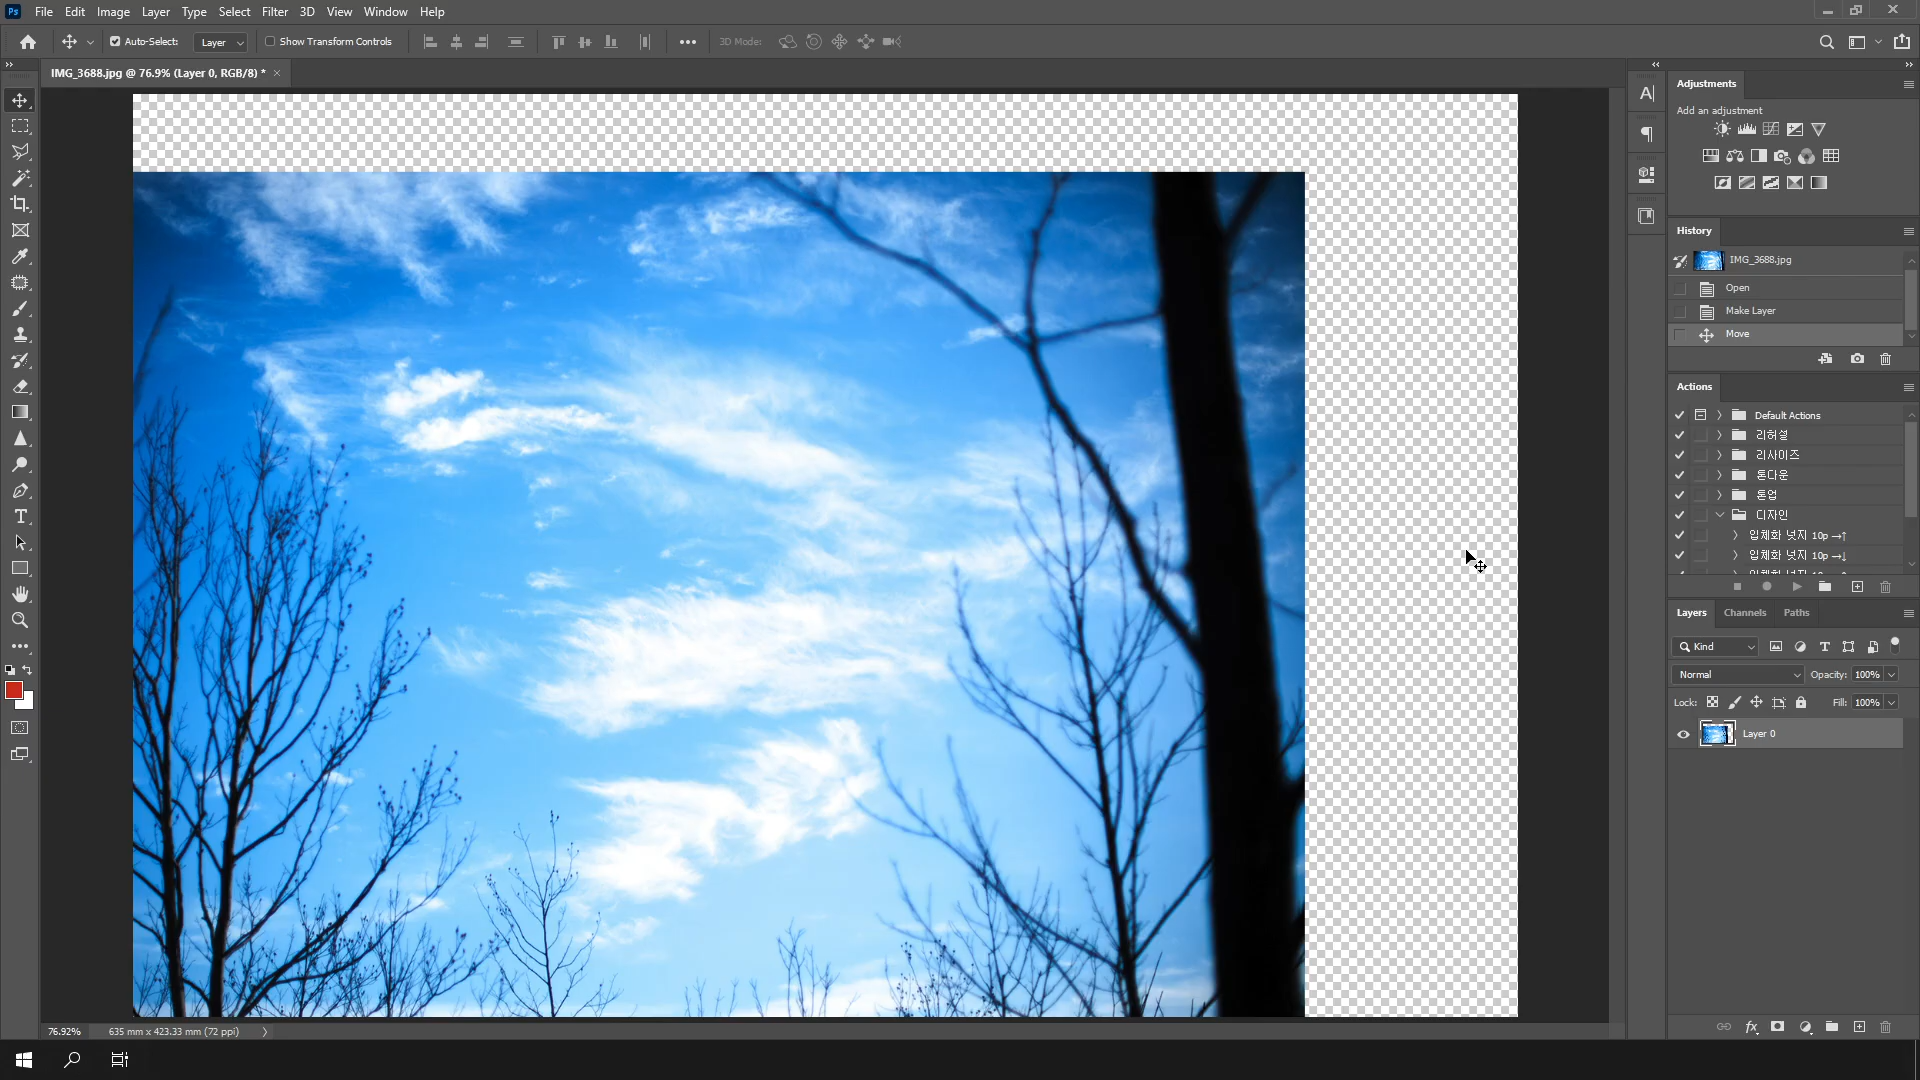 Ps File Edit Image Layer Type Select Filter 3D View Window Help
Auto-Select: Layer Show Transform Controls 3D Mode:
IMG_3688.jpg @ 76.9% (Layer 0, RGB/8) * ×
Adjustments
Add an adjustment
History
IMG_3688.jpg
Open
Make Layer
Move
Actions
Default Actions
리허설
리사이즈
톤다운
톤업
디자인
입체화 넛지 10p →↑
입체화 넛지 10p →↓
Layers Channels Paths
Kind
Normal Opacity: 100%
Lock: Fill: 100%
Layer 0
76.92% 635 mm x 423.33 mm (72 ppi)